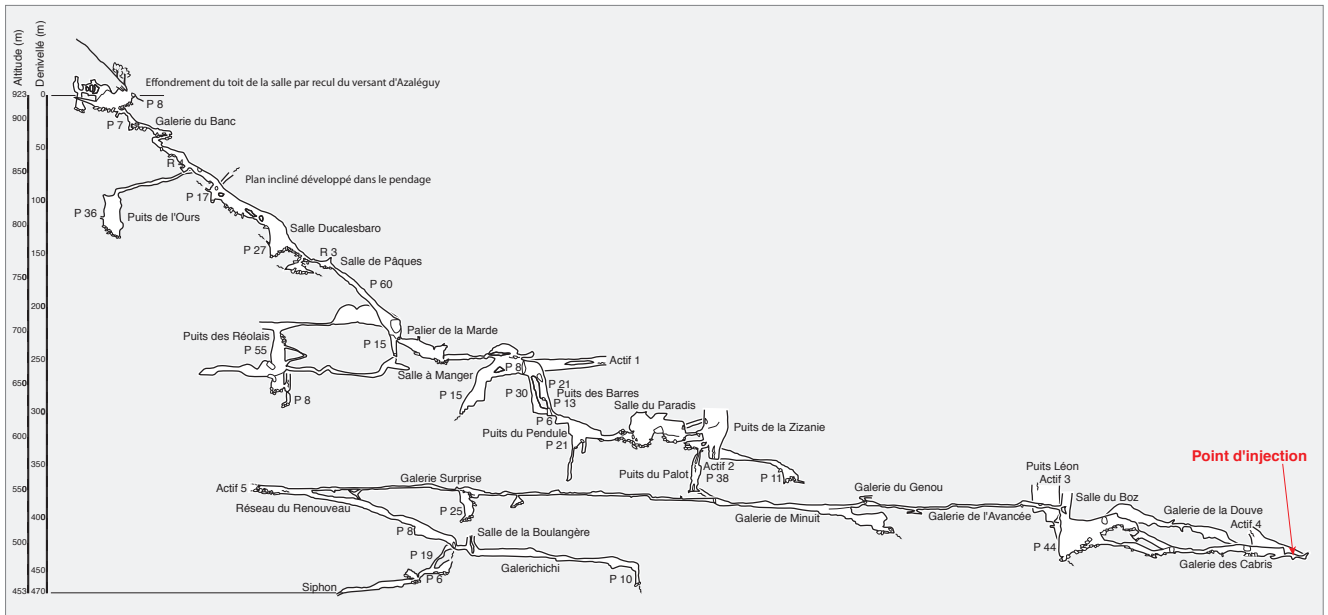 Altitude (m)
Denivellé (m)
923
0
900
50
850
100
800
150
750
200
700
250
650
300
600
350
550
400
500
450
453
470
Effondrement du toit de la salle par recul du versant d'Azaléguy
P 8
P 7
Galerie du Banc
R 4
Plan incliné développé dans le pendage
P 17
P 36
Puits de l'Ours
Salle Ducalesbaro
P 27
R 3
Salle de Pâques
P 60
Puits des Réolais
P 55
P 15
Palier de la Marde
P 8
Salle à Manger
P 8
Actif 1
P 15
P 30
P 21
Puits des Barres
P 13
P 6
Salle du Paradis
Puits du Pendule
P 21
Puits de la Zizanie
Puits du Palot
Actif 2
P 38
P 11
Point d'injection
Actif 5
Galerie Surprise
Réseau du Renouveau
P 25
Galerie du Genou
Puits Léon
Actif 3
Salle du Boz
Galerie de Minuit
Galerie de l'Avancée
Galerie de la Douve
Actif 4
P 8
Salle de la Boulangère
P 44
P 19
P 6
Galerichichi
P 10
Galerie des Cabris
Siphon